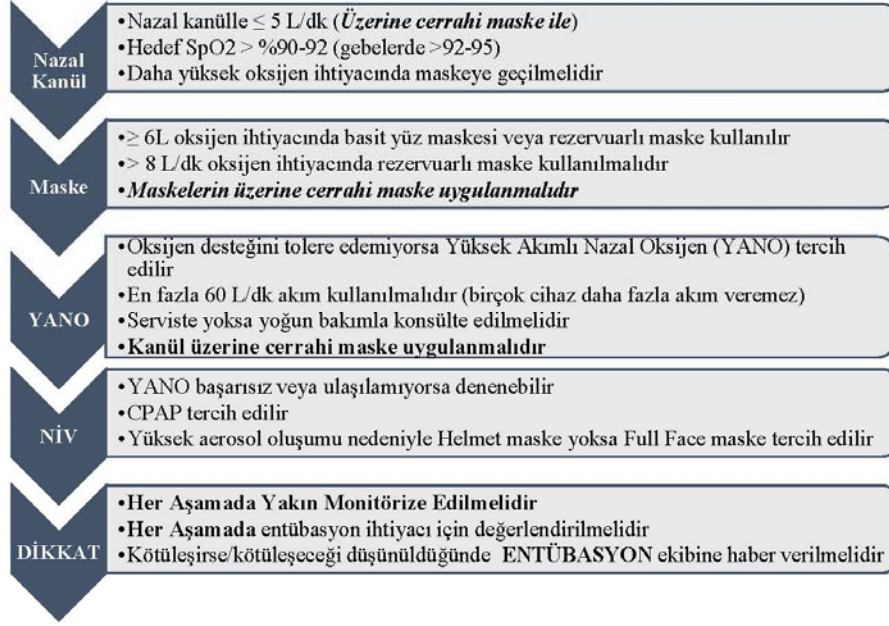 Nazal
Kanül
•Nazal kanülle ≤ 5 L/dk (Üzerine cerrahi maske ile)
•Hedef SpO2 > %90-92 (gebelerde >92-95)
•Daha yüksek oksijen ihtiyacında maskeye geçilmelidir
Maske
•≥ 6L oksijen ihtiyacında basit yüz maskesi veya rezervuarlı maske kullanılır
•> 8 L/dk oksijen ihtiyacında rezervuarlı maske kullanılmalıdır
•Maskelerin üzerine cerrahi maske uygulanmalıdır
YANO
•Oksijen desteğini tolere edemiyorsa Yüksek Akımlı Nazal Oksijen (YANO) tercih
edilir
•En fazla 60 L/dk akım kullanılmalıdır (birçok cihaz daha fazla akım veremez)
•Serviste yoksa yoğun bakımla konsülte edilmelidir
•Kanül üzerine cerrahi maske uygulanmalıdır
NİV
•YANO başarısız veya ulaşılamıyorsa denenebilir
•CPAP tercih edilir
•Yüksek aerosol oluşumu nedeniyle Helmet maske yoksa Full Face maske tercih edilir
DİKKAT
•Her Aşamada Yakın Monitörize Edilmelidir
•Her Aşamada entübasyon ihtiyacı için değerlendirilmelidir
•Kötüleşirse/kötüleşeceği düşünüldüğünde ENTÜBASYON ekibine haber verilmelidir